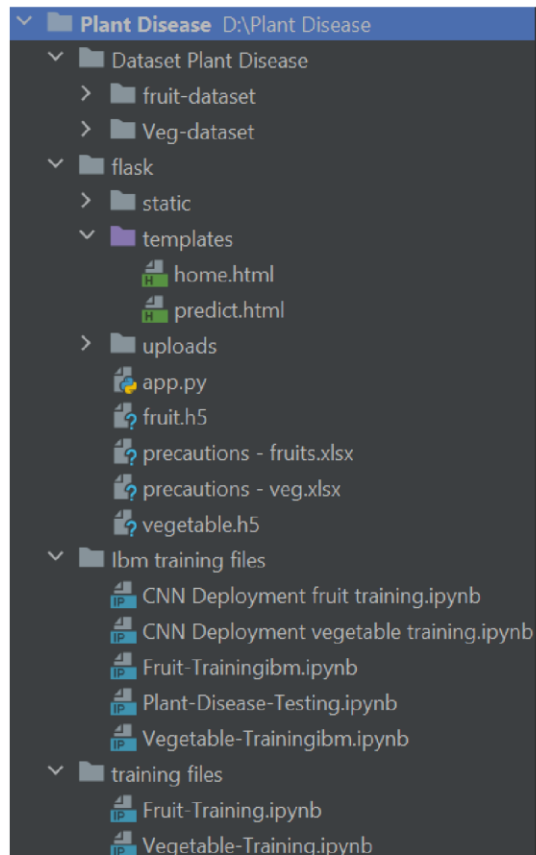 Plant Disease D:\Plant Disease
Dataset Plant Disease
fruit-dataset
Veg-dataset
flask
static
templates
home.html
predict.html
uploads
app.py
fruit.h5
precautions - fruits.xlsx
precautions - veg.xlsx
vegetable.h5
Ibm training files
CNN Deployment fruit training.ipynb
CNN Deployment vegetable training.ipynb
Fruit-Trainingibm.ipynb
Plant-Disease-Testing.ipynb
Vegetable-Trainingibm.ipynb
training files
Fruit-Training.ipynb
Vegetable-Training.ipynb